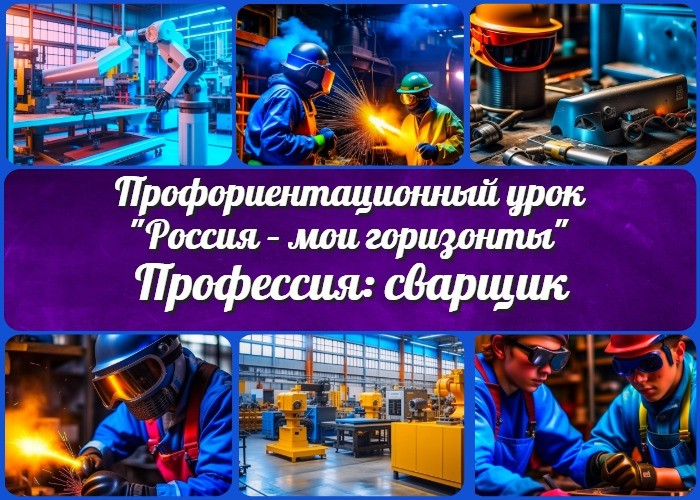 Профориентационный урок
"Россия – мои горизонты"
Профессия: сварщик